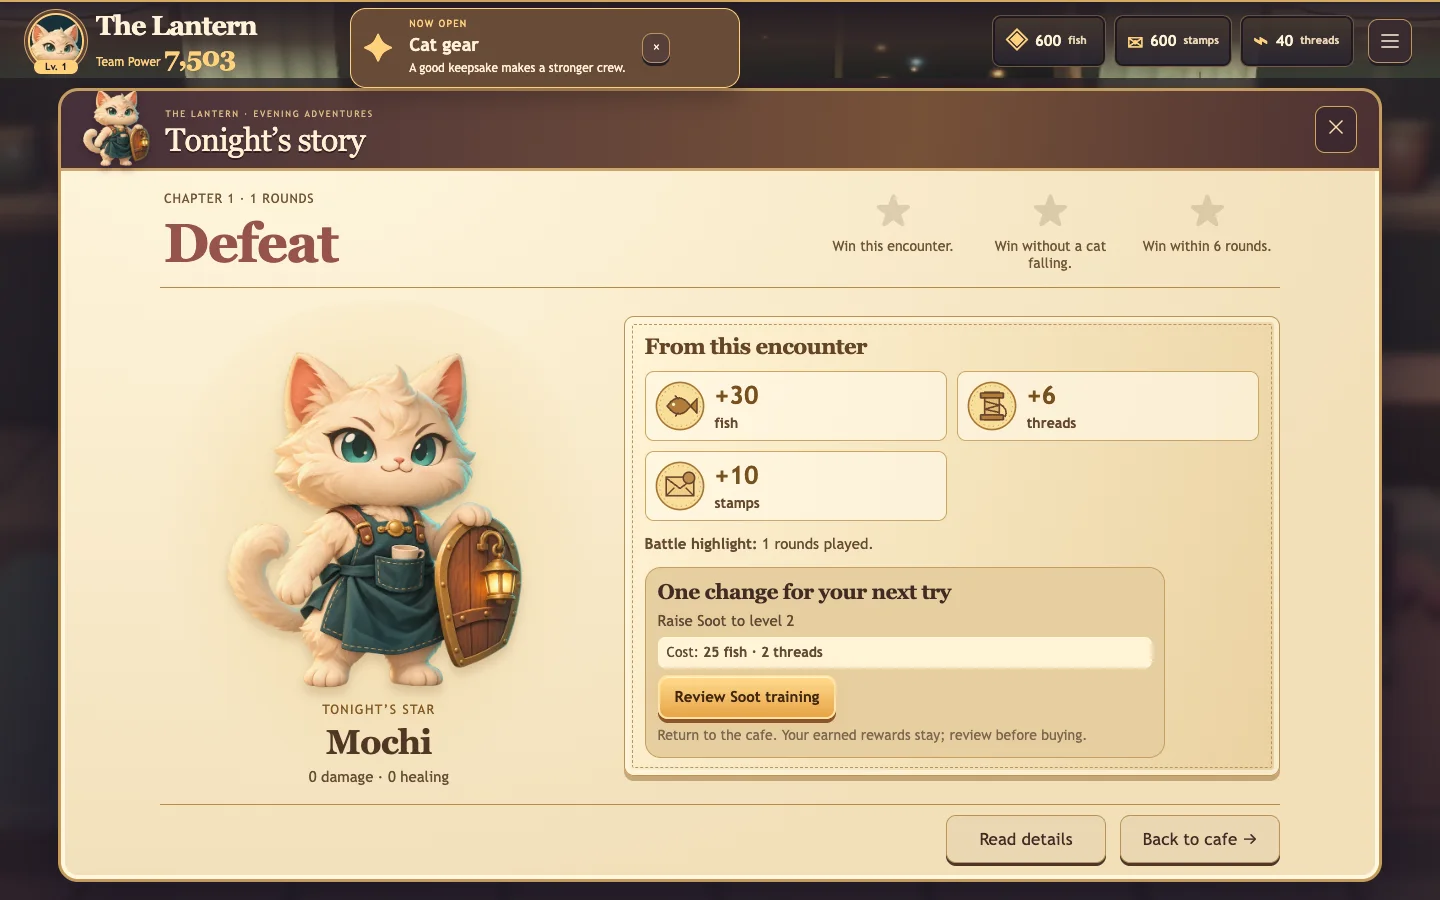 The Lantern
Team Power 7,503
Lv. 1
NOW OPEN
Cat gear
A good keepsake makes a stronger crew.
×
600 fish
600 stamps
40 threads
THE LANTERN · EVENING ADVENTURES
Tonight’s story
CHAPTER 1 · 1 ROUNDS
Defeat
Win this encounter.
Win without a cat
falling.
Win within 6 rounds.
TONIGHT’S STAR
Mochi
0 damage · 0 healing
From this encounter
+30
fish
+6
threads
+10
stamps
Battle highlight: 1 rounds played.
One change for your next try
Raise Soot to level 2
Cost: 25 fish · 2 threads
Review Soot training
Return to the cafe. Your earned rewards stay; review before buying.
Read details
Back to cafe →